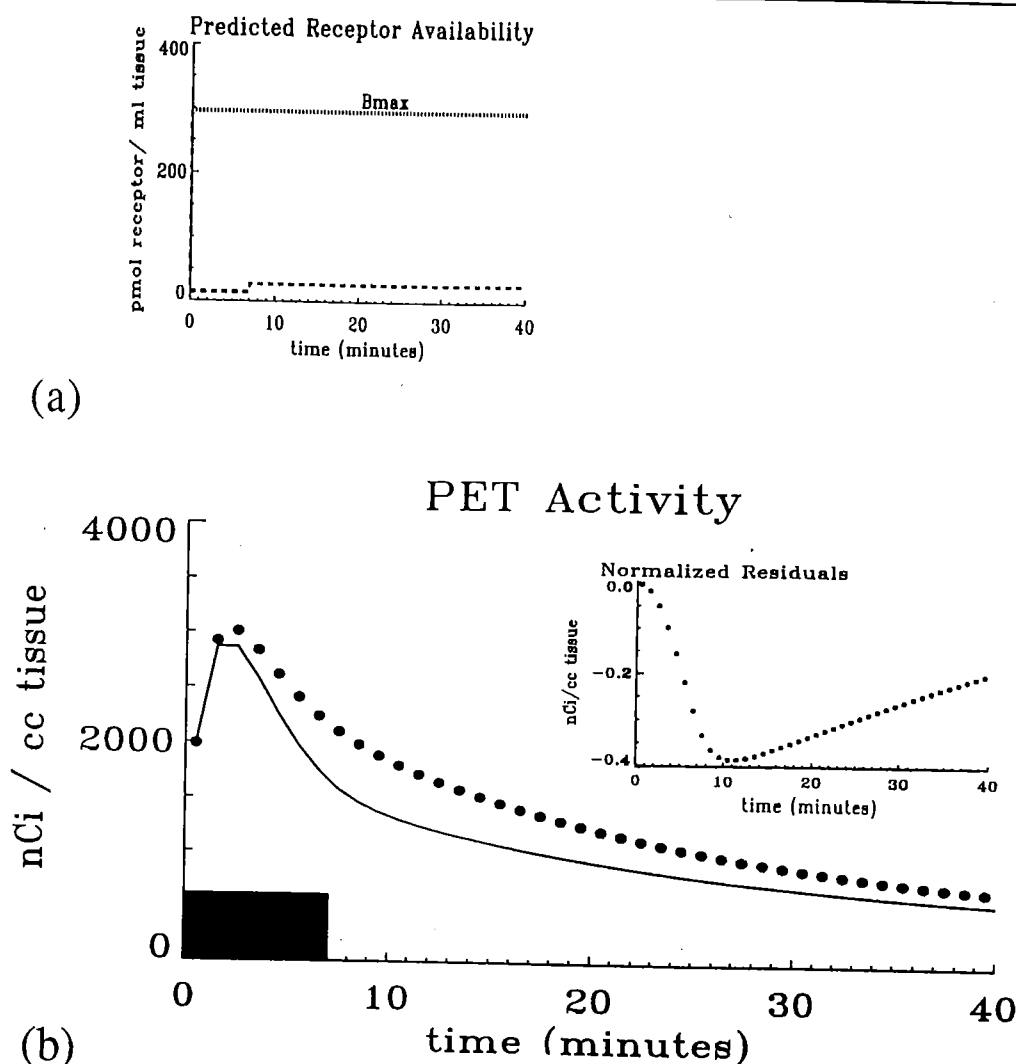 Predicted Receptor Availability
pmol receptor/ ml tissue
400
200
0
Bmax
0 10 20 30 40
time (minutes)
(a)
PET Activity
nCi / cc tissue
4000
2000
0
Normalized Residuals
nCi/cc tissue
0.0
−0.2
−0.4
0 10 20 30 40
time (minutes)
0 10 20 30 40
time (minutes)
(b)